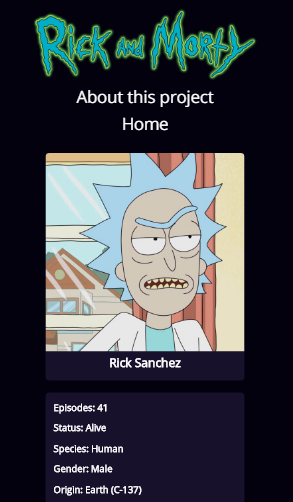 Rick and Morty
About this project
Home
Rick Sanchez
Episodes: 41
Status: Alive
Species: Human
Gender: Male
Origin: Earth (C-137)